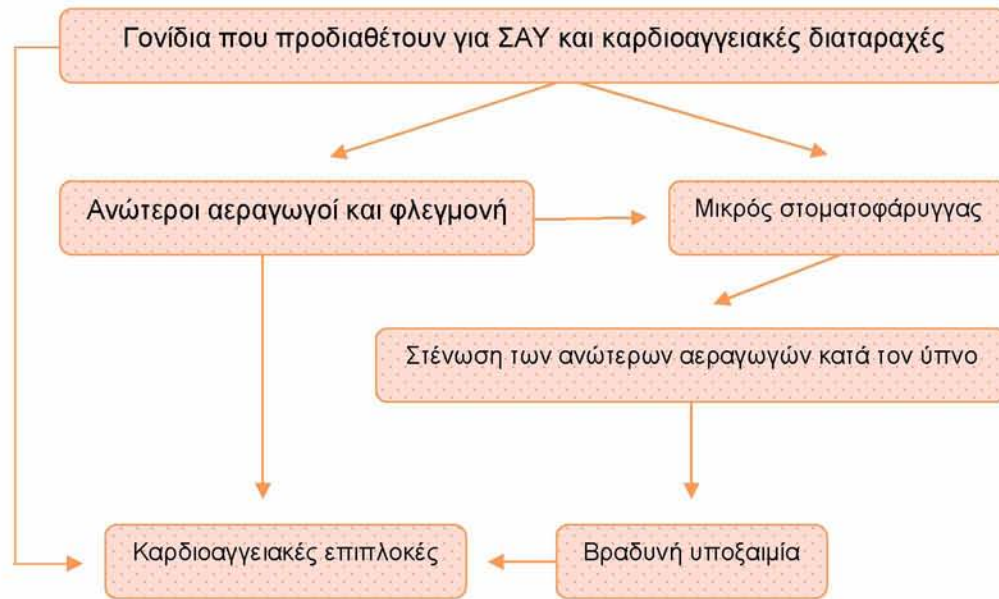 Γονίδια που προδιαθέτουν για ΣΑΥ και καρδιοαγγειακές διαταραχές
Ανώτεροι αεραγωγοί και φλεγμονή
Μικρός στοματοφάρυγγας
Στένωση των ανώτερων αεραγωγών κατά τον ύπνο
Καρδιοαγγειακές επιπλοκές
Βραδυνή υποξαιμία